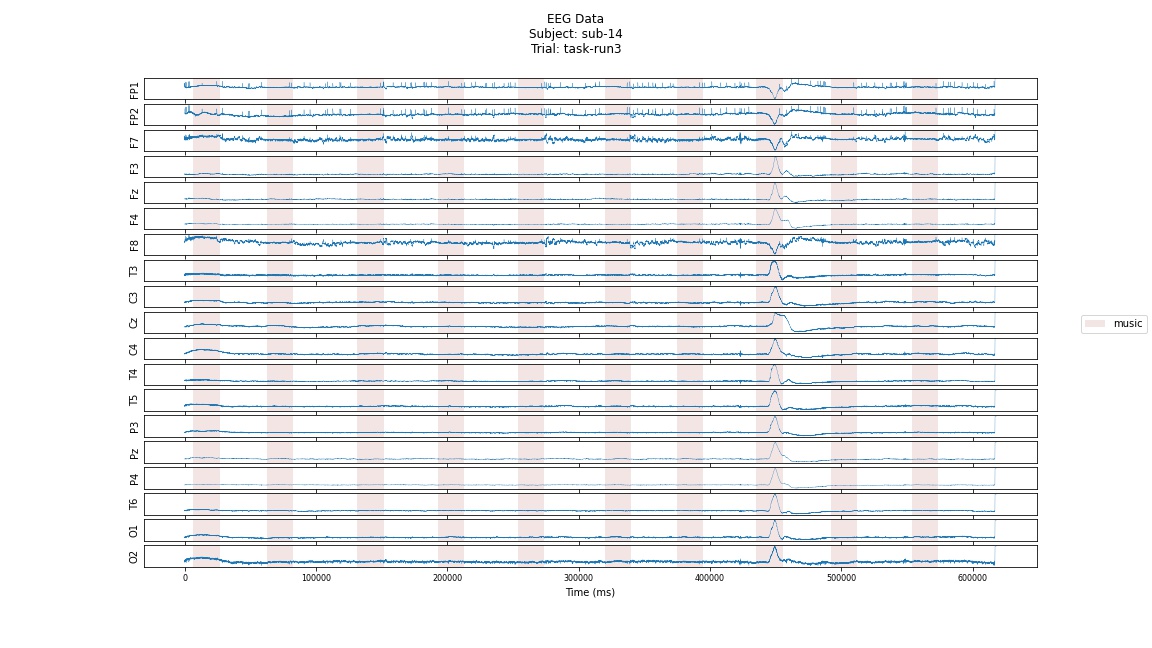 EEG Data
Subject: sub-14
Trial: task-run3
FP1
FP2
F7
F3
Fz
F4
F8
T3
C3
Cz
C4
T4
T5
P3
Pz
P4
T6
O1
O2
music
0 100000 200000 300000 400000 500000 600000
Time (ms)